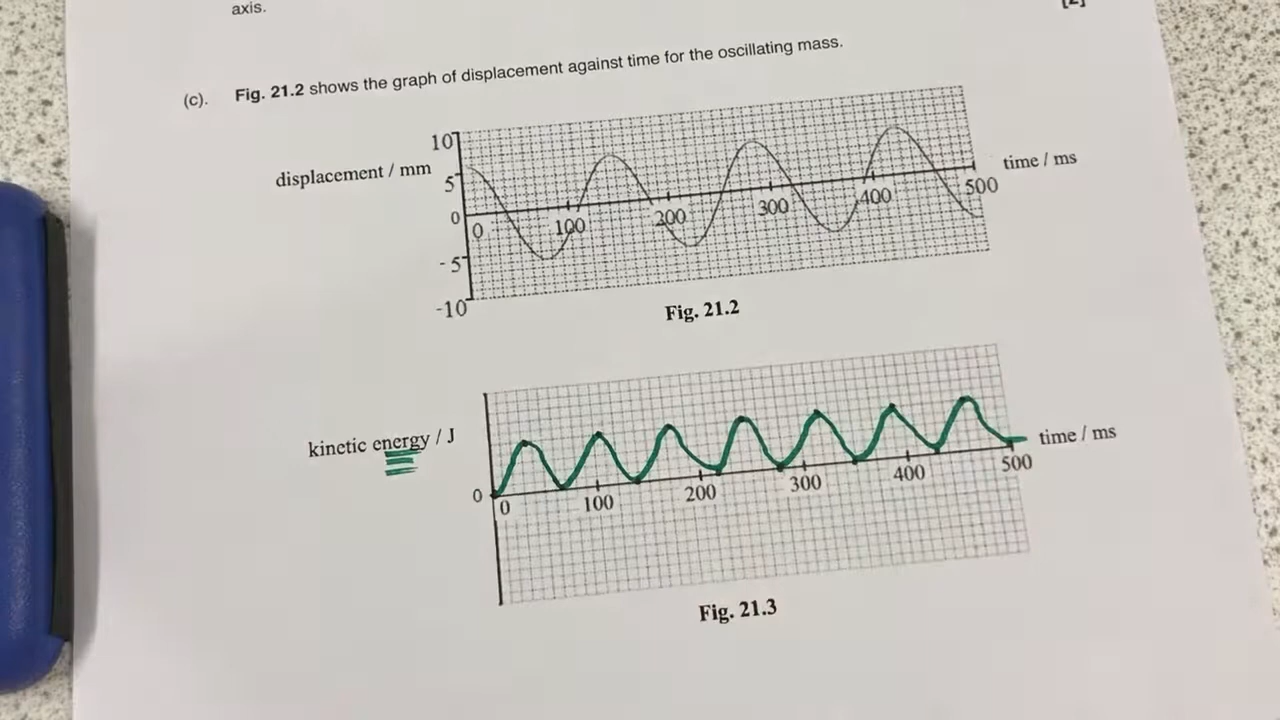 axis.
[2]
(c). Fig. 21.2 shows the graph of displacement against time for the oscillating mass.
10
displacement / mm
5
0
- 5
-10
0 100 200 300 400 500
time / ms
Fig. 21.2
kinetic energy / J
0
0 100 200 300 400 500
time / ms
Fig. 21.3